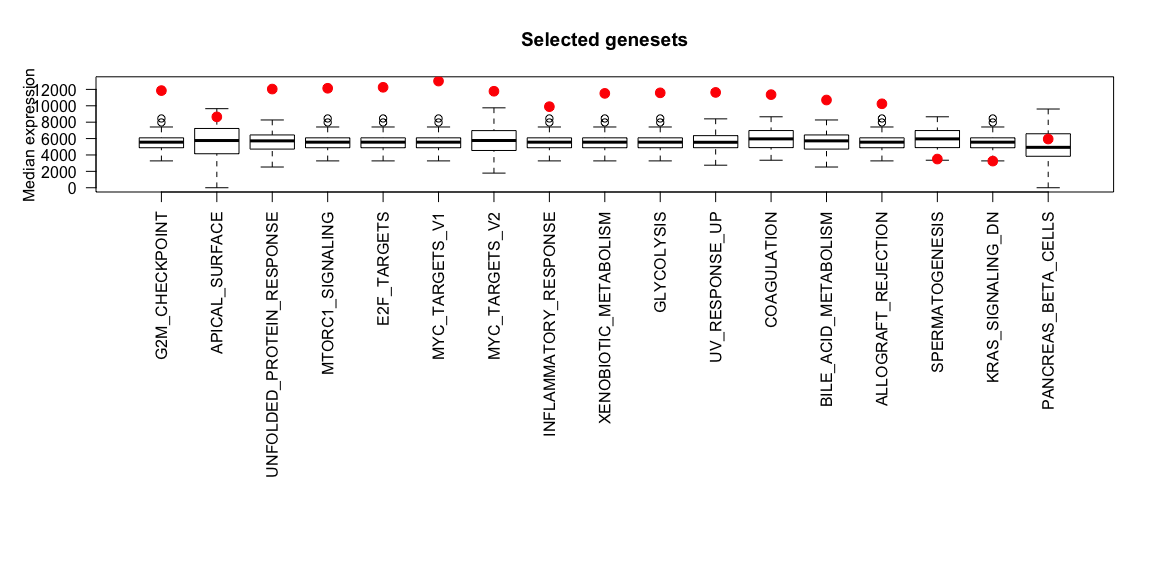 Selected genesets
Median expression
12000
10000
8000
6000
4000
2000
0
G2M_CHECKPOINT
APICAL_SURFACE
UNFOLDED_PROTEIN_RESPONSE
MTORC1_SIGNALING
E2F_TARGETS
MYC_TARGETS_V1
MYC_TARGETS_V2
INFLAMMATORY_RESPONSE
XENOBIOTIC_METABOLISM
GLYCOLYSIS
UV_RESPONSE_UP
COAGULATION
BILE_ACID_METABOLISM
ALLOGRAFT_REJECTION
SPERMATOGENESIS
KRAS_SIGNALING_DN
PANCREAS_BETA_CELLS